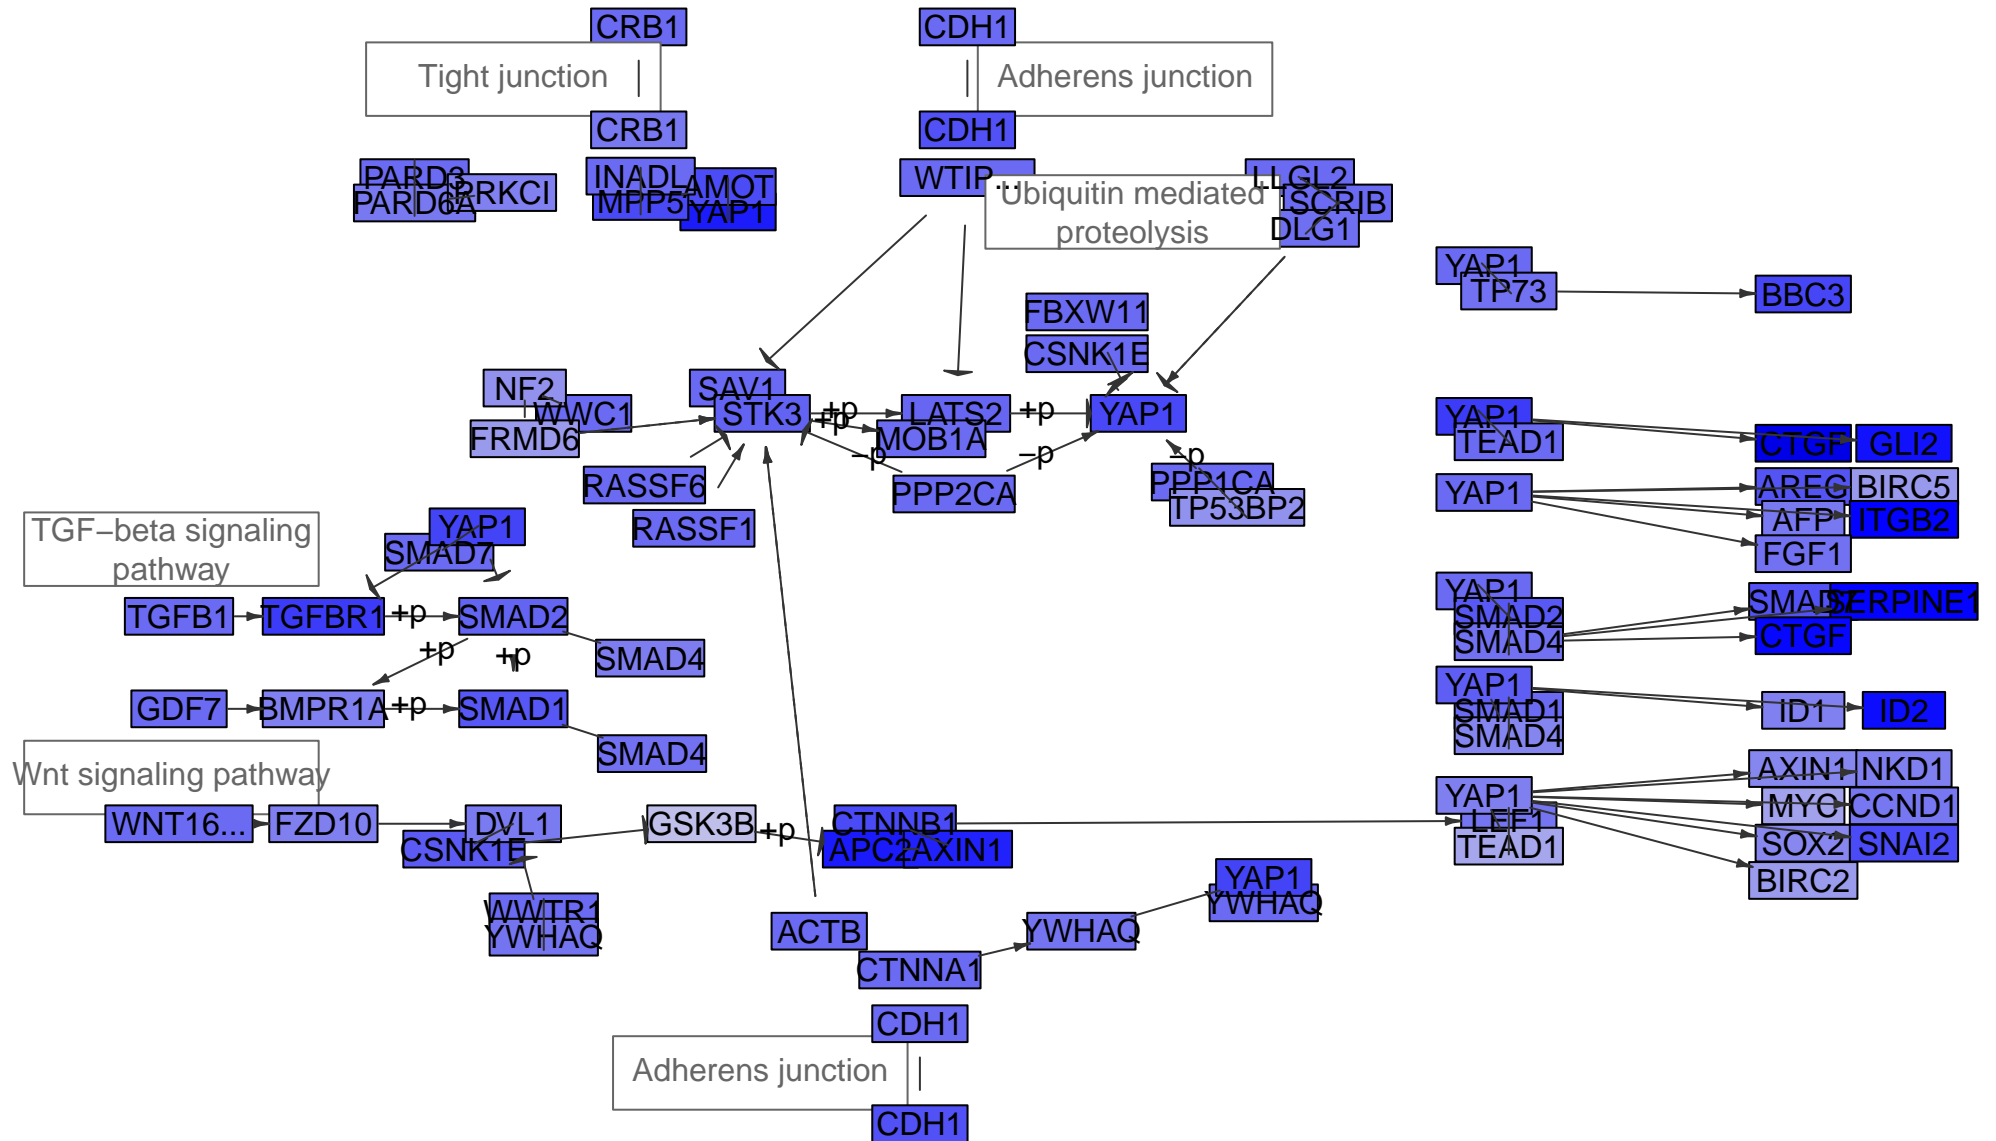 CRB1
CDH1
Tight junction
Adherens junction
CRB1
CDH1
PARD3
PARD6A
PRKCI
INADL
MPP5
AMOT
YAP1
WTIP...
Ubiquitin mediated
proteolysis
LLGL2
SCRIB
DLG1
YAP1
TP73
BBC3
FBXW11
CSNK1E
NF2
WWC1
FRMD6
SAV1
STK3
+p
+p
LATS2
MOB1A
+p
YAP1
–p
–p
–p
RASSF6
RASSF1
PPP2CA
PPP1CA
TP53BP2
YAP1
TEAD1
CTGF
GLI2
YAP1
AREG
BIRC5
AFP
ITGB2
FGF1
TGF–beta signaling
pathway
YAP1
SMAD7
TGFB1
TGFBR1
+p
SMAD2
+p
+p
SMAD4
GDF7
BMPR1A
+p
SMAD1
SMAD4
YAP1
SMAD2
SMAD4
SMAD7
SERPINE1
CTGF
YAP1
SMAD1
SMAD4
ID1
ID2
Wnt signaling pathway
WNT16...
FZD10
DVL1
CSNK1E
GSK3B
+p
CTNNB1
APC2
AXIN1
YAP1
LEF1
TEAD1
AXIN1
NKD1
MYC
CCND1
SOX2
SNAI2
BIRC2
WWTR1
YWHAQ
ACTB
CTNNA1
YWHAQ
YAP1
YWHAQ
CDH1
Adherens junction
CDH1